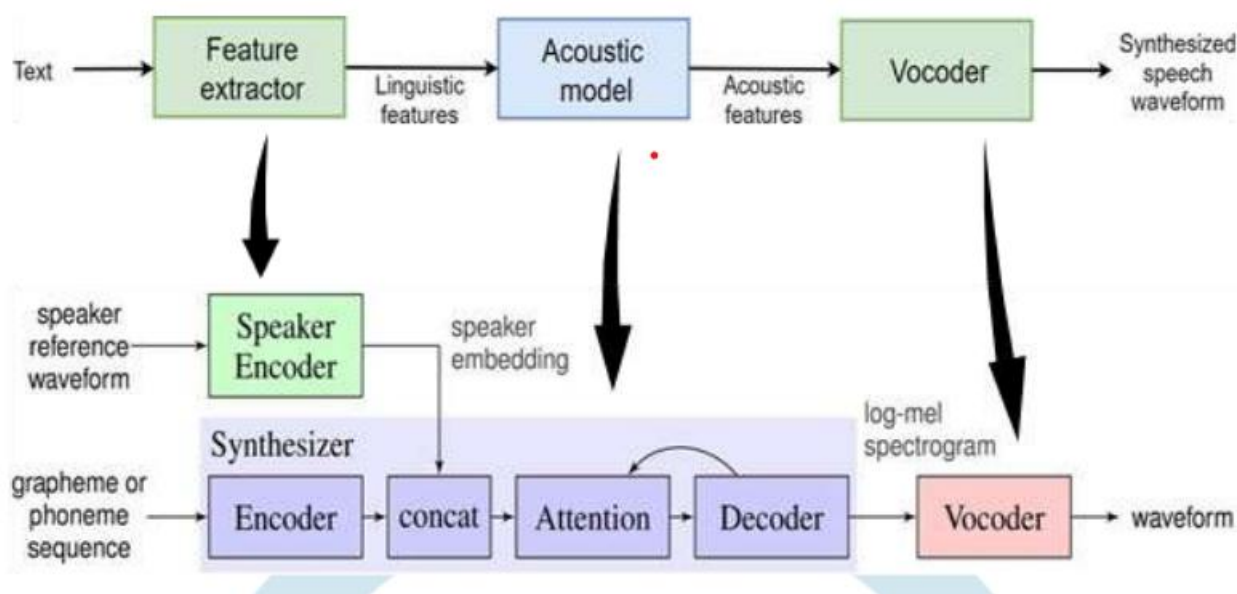 Text
Feature
extractor
Linguistic
features
Acoustic
model
Acoustic
features
Vocoder
Synthesized
speech
waveform
speaker
reference
waveform
Speaker
Encoder
speaker
embedding
Synthesizer
grapheme or
phoneme
sequence
Encoder
concat
Attention
Decoder
log-mel
spectrogram
Vocoder
waveform